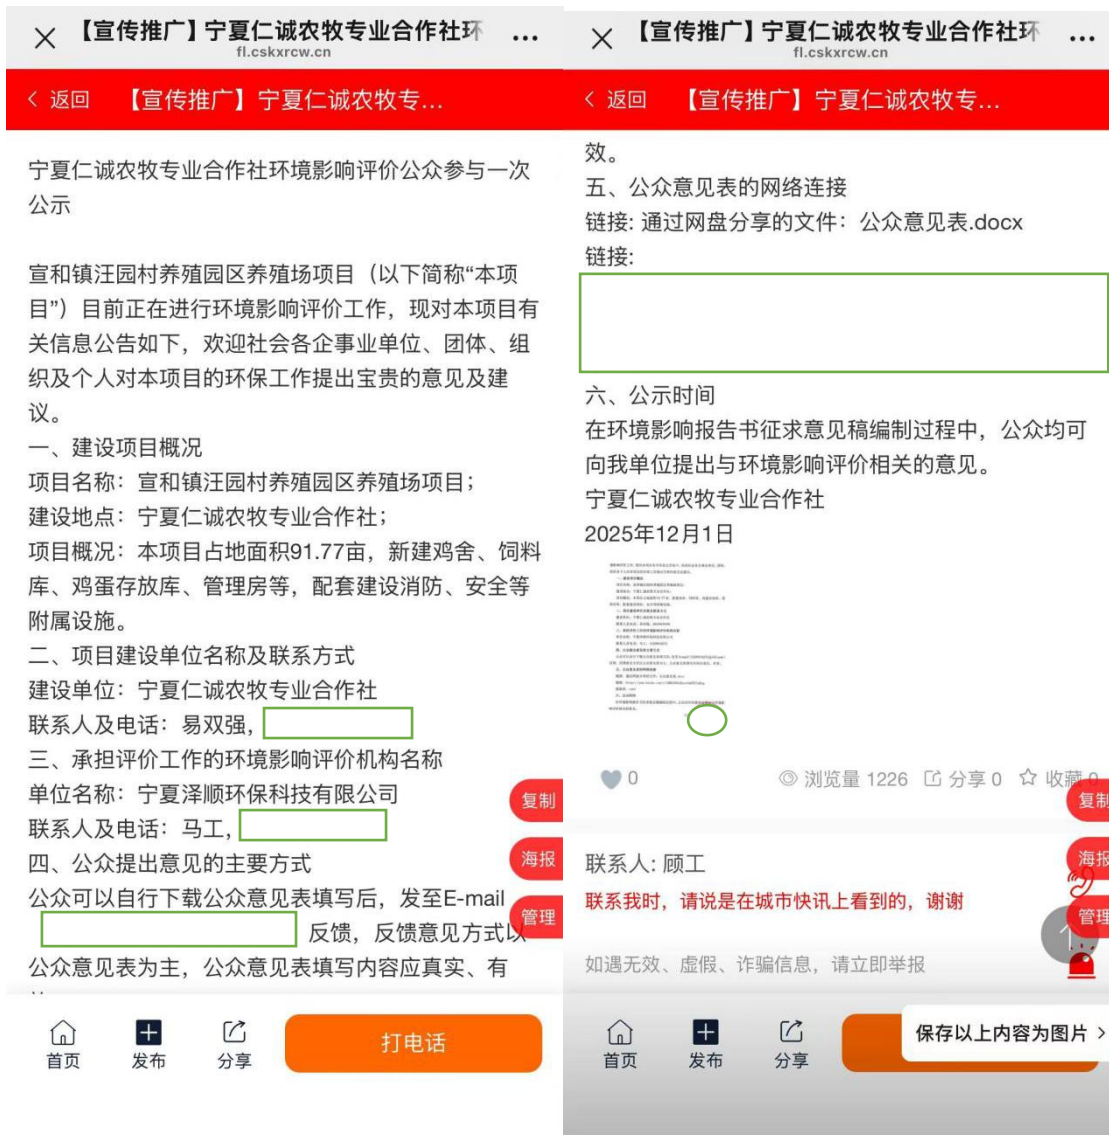 【宣传推广】宁夏仁诚农牧专业合作社环
fl.cskxrcw.cn
返回 【宣传推广】宁夏仁诚农牧专...
宁夏仁诚农牧专业合作社环境影响评价公众参与一次
公示
宣和镇汪园村养殖园区养殖场项目（以下简称“本项
目”）目前正在进行环境影响评价工作，现对本项目有
关信息公告如下，欢迎社会各企事业单位、团体、组
织及个人对本项目的环保工作提出宝贵的意见及建
议。
一、建设项目概况
项目名称：宣和镇汪园村养殖园区养殖场项目；
建设地点：宁夏仁诚农牧专业合作社；
项目概况：本项目占地面积91.77亩，新建鸡舍、饲料
库、鸡蛋存放库、管理房等，配套建设消防、安全等
附属设施。
二、项目建设单位名称及联系方式
建设单位：宁夏仁诚农牧专业合作社
联系人及电话：易双强,
三、承担评价工作的环境影响评价机构名称
单位名称：宁夏泽顺环保科技有限公司
联系人及电话：马工,
四、公众提出意见的主要方式
公众可以自行下载公众意见表填写后，发至E-mail
反馈，反馈意见方式以
公众意见表为主，公众意见表填写内容应真实、有
复制
海报
管理
首页
发布
分享
打电话
【宣传推广】宁夏仁诚农牧专业合作社环
fl.cskxrcw.cn
返回 【宣传推广】宁夏仁诚农牧专...
效。
五、公众意见表的网络连接
链接: 通过网盘分享的文件：公众意见表.docx
链接:
六、公示时间
在环境影响报告书征求意见稿编制过程中，公众均可
向我单位提出与环境影响评价相关的意见。
宁夏仁诚农牧专业合作社
2025年12月1日
0 浏览量 1226 分享 0 收藏 0
复制
联系人: 顾工
海报
联系我时，请说是在城市快讯上看到的，谢谢
管理
如遇无效、虚假、诈骗信息，请立即举报
首页
发布
分享
保存以上内容为图片